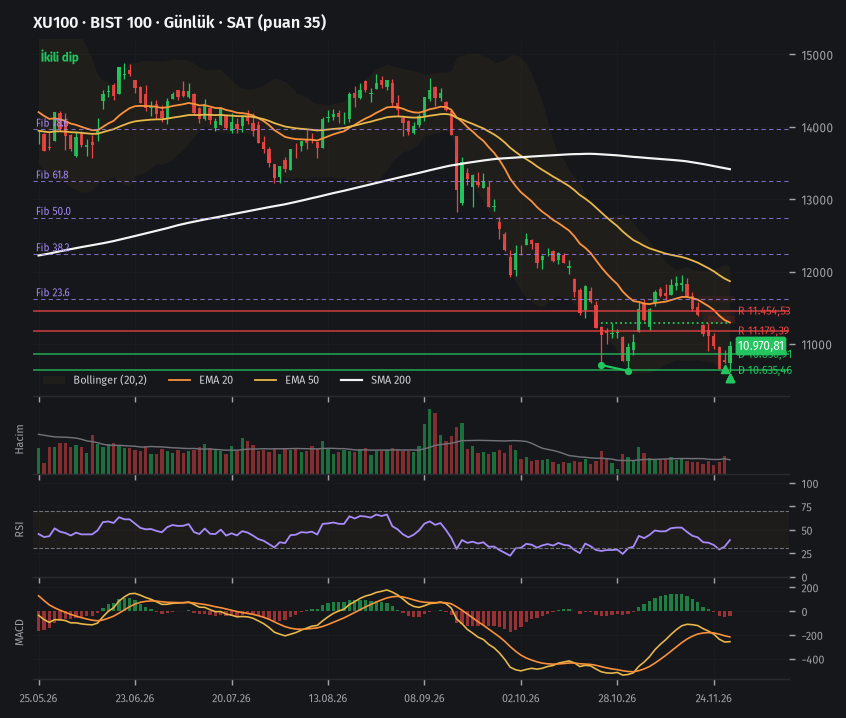 XU100 · BIST 100 · Günlük · SAT (puan 35)
İkili dip
15000
14000
13000
12000
11000
Fib 78.6
Fib 61.8
Fib 50.0
Fib 38.2
Fib 23.6
R 11.454,53
R 11.179,39
10.970,81
D 10.635,46
Bollinger (20,2)
EMA 20
EMA 50
SMA 200
Hacim
RSI
100
75
50
25
0
MACD
200
0
−200
−400
25.05.26
23.06.26
20.07.26
13.08.26
08.09.26
02.10.26
28.10.26
24.11.26